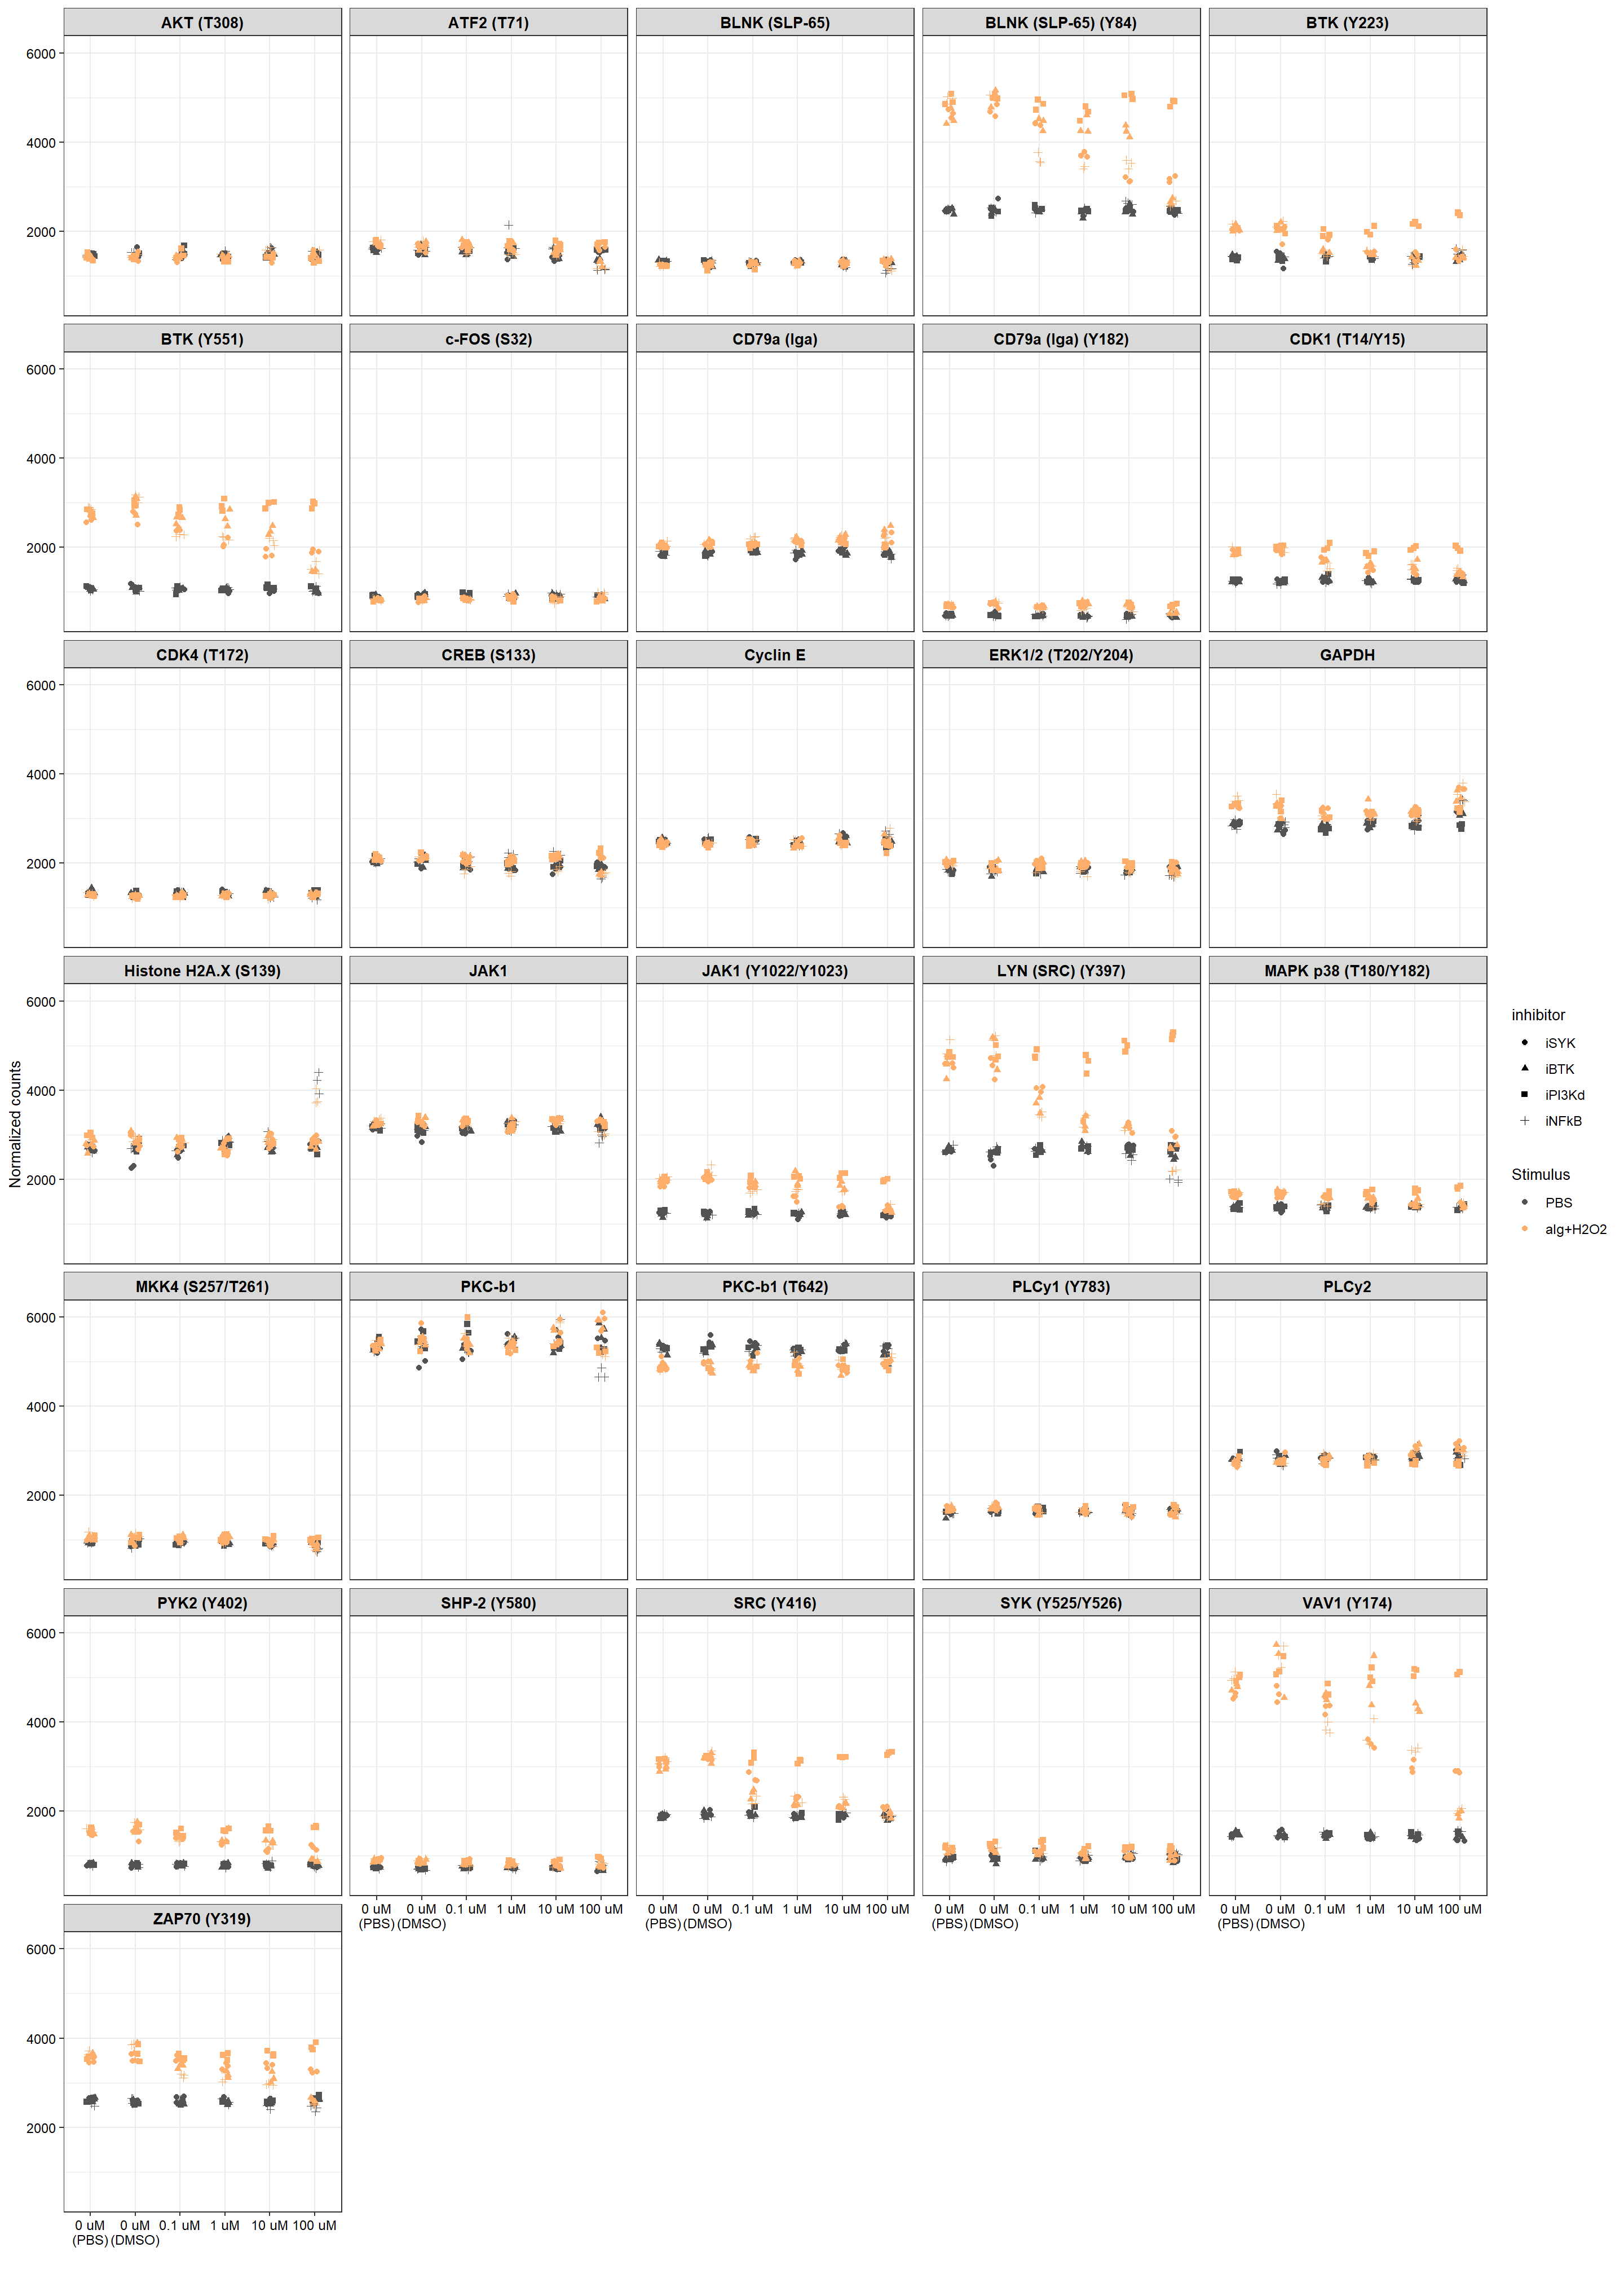 AKT (T308)
ATF2 (T71)
BLNK (SLP-65)
BLNK (SLP-65) (Y84)
BTK (Y223)
6000
4000
2000
BTK (Y551)
c-FOS (S32)
CD79a (Iga)
CD79a (Iga) (Y182)
CDK1 (T14/Y15)
6000
4000
2000
CDK4 (T172)
CREB (S133)
Cyclin E
ERK1/2 (T202/Y204)
GAPDH
6000
4000
2000
Histone H2A.X (S139)
JAK1
JAK1 (Y1022/Y1023)
LYN (SRC) (Y397)
MAPK p38 (T180/Y182)
6000
4000
2000
Normalized counts
inhibitor
iSYK
iBTK
iPI3Kd
iNFkB
Stimulus
PBS
aIg+H2O2
MKK4 (S257/T261)
PKC-b1
PKC-b1 (T642)
PLCy1 (Y783)
PLCy2
6000
4000
2000
PYK2 (Y402)
SHP-2 (Y580)
SRC (Y416)
SYK (Y525/Y526)
VAV1 (Y174)
6000
4000
2000
0 uM 0 uM 0.1 uM 1 uM 10 uM 100 uM
(PBS) (DMSO)
0 uM 0 uM 0.1 uM 1 uM 10 uM 100 uM
(PBS) (DMSO)
0 uM 0 uM 0.1 uM 1 uM 10 uM 100 uM
(PBS) (DMSO)
0 uM 0 uM 0.1 uM 1 uM 10 uM 100 uM
(PBS) (DMSO)
ZAP70 (Y319)
6000
4000
2000
0 uM 0 uM 0.1 uM 1 uM 10 uM 100 uM
(PBS) (DMSO)